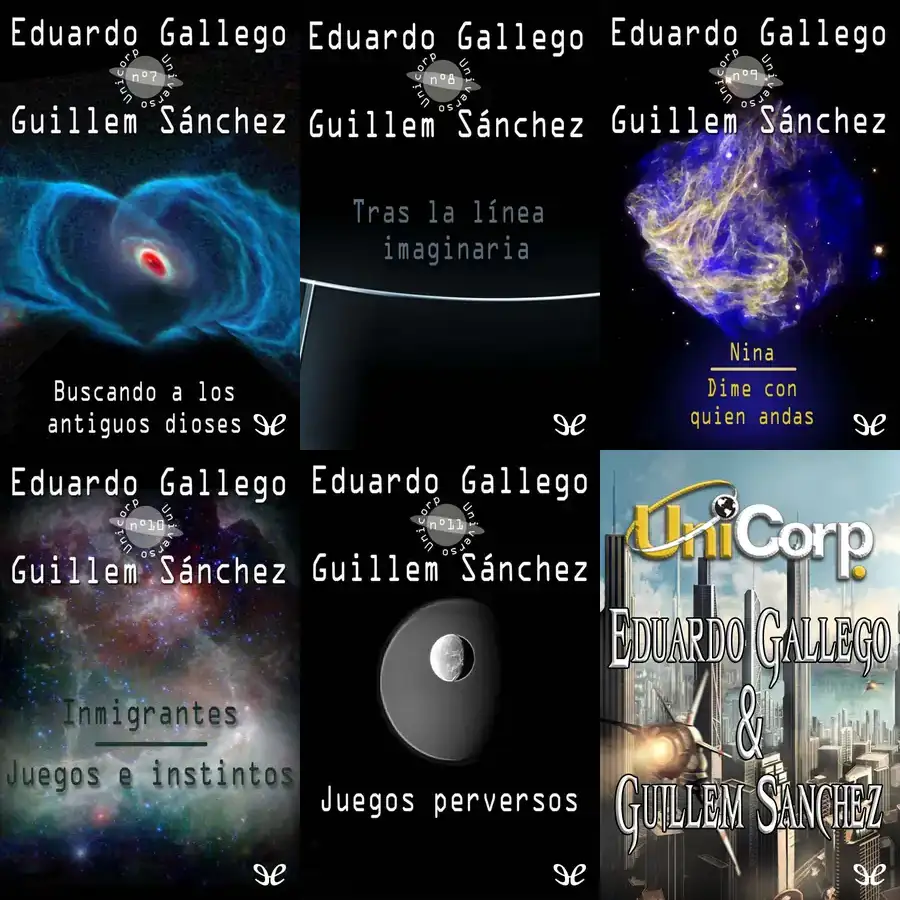 Eduardo Gallego
Universo Unicorp
nº7
Guillem Sánchez
Buscando a los
antiguos dioses
Eduardo Gallego
Universo Unicorp
nº8
Guillem Sánchez
Tras la línea
imaginaria
Eduardo Gallego
Universo Unicorp
nº9
Guillem Sánchez
Nina
Dime con
quien andas
Eduardo Gallego
Universo Unicorp
nº10
Guillem Sánchez
Inmigrantes
Juegos e instintos
Eduardo Gallego
Universo Unicorp
nº11
Guillem Sánchez
Juegos perversos
UniCorp.
Eduardo Gallego
&
Guillem Sanchez